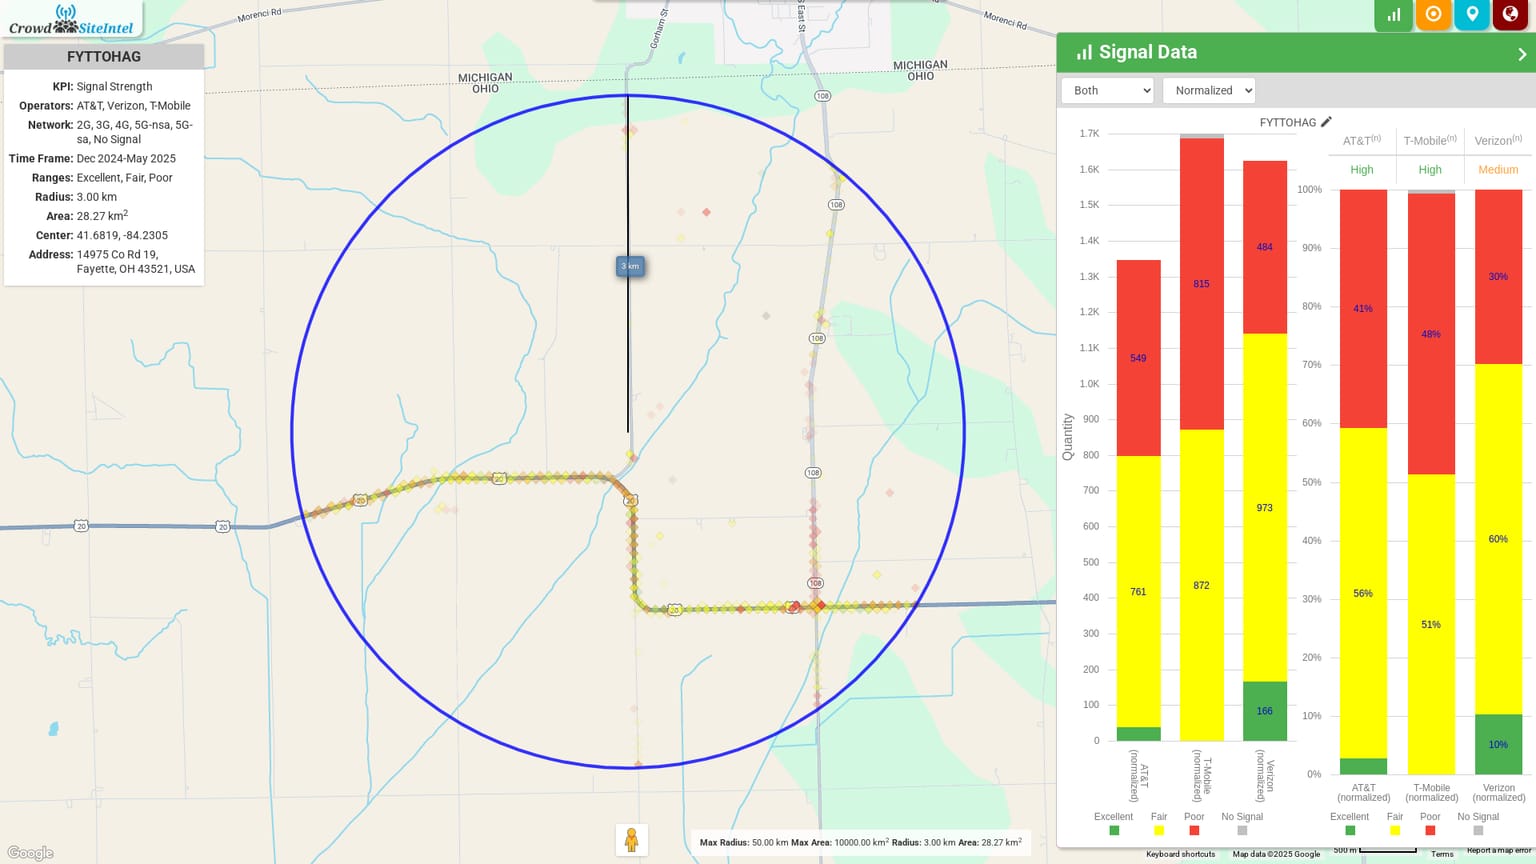 Crowd SiteIntel
FYTTOHAG
KPI: Signal Strength
Operators: AT&T, Verizon, T-Mobile
Network: 2G, 3G, 4G, 5G-nsa, 5G-
sa, No Signal
Time Frame: Dec 2024-May 2025
Ranges: Excellent, Fair, Poor
Radius: 3.00 km
Area: 28.27 km²
Center: 41.6819, -84.2305
Address: 14975 Co Rd 19,
Fayette, OH 43521, USA
Morenci Rd
Gorham St
S East St
Morenci Rd
MICHIGAN
OHIO
MICHIGAN
OHIO
108
108
3 km
108
108
20
20
20
20
20
108
20
20
Google
Max Radius: 50.00 km Max Area: 10000.00 km² Radius: 3.00 km Area: 28.27 km²
Signal Data
Both
Normalized
FYTTOHAG
1.7K
1.6K
1.5K
1.4K
1.3K
1.2K
1.1K
1.0K
900
800
700
600
500
400
300
200
100
0
Quantity
549
761
815
872
484
973
166
AT&T
(normalized)
T-Mobile
(normalized)
Verizon
(normalized)
Excellent Fair Poor No Signal
AT&T(n) T-Mobile(n) Verizon(n)
High High Medium
100%
90%
80%
70%
60%
50%
40%
30%
20%
10%
0%
41%
56%
48%
51%
30%
60%
10%
AT&T
(normalized)
T-Mobile
(normalized)
Verizon
(normalized)
Excellent Fair Poor No Signal
Keyboard shortcuts Map data ©2025 Google 500 m Terms Report a map error